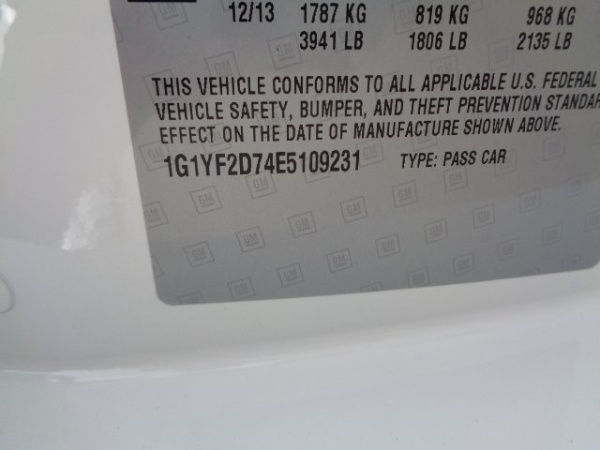 12/13 1787 KG 819 KG 968 KG
3941 LB 1806 LB 2135 LB
THIS VEHICLE CONFORMS TO ALL APPLICABLE U.S. FEDERAL
VEHICLE SAFETY, BUMPER, AND THEFT PREVENTION STANDAR
EFFECT ON THE DATE OF MANUFACTURE SHOWN ABOVE.
1G1YF2D74E5109231 TYPE: PASS CAR